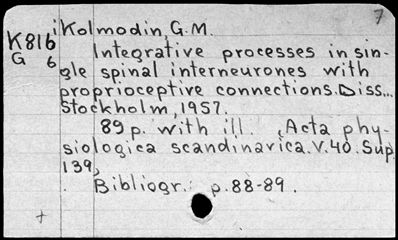 7
K816 i Kolmodin, G.M.
G 6 Integrative processes in sin-
gle spinal interneurones with
proprioceptive connections. Diss...
Stockholm, 1957.
89 p. with ill. (Acta phy-
siologica scandinavica. V. 40. Sup.
139,
Bibliogr.: p. 88-89.